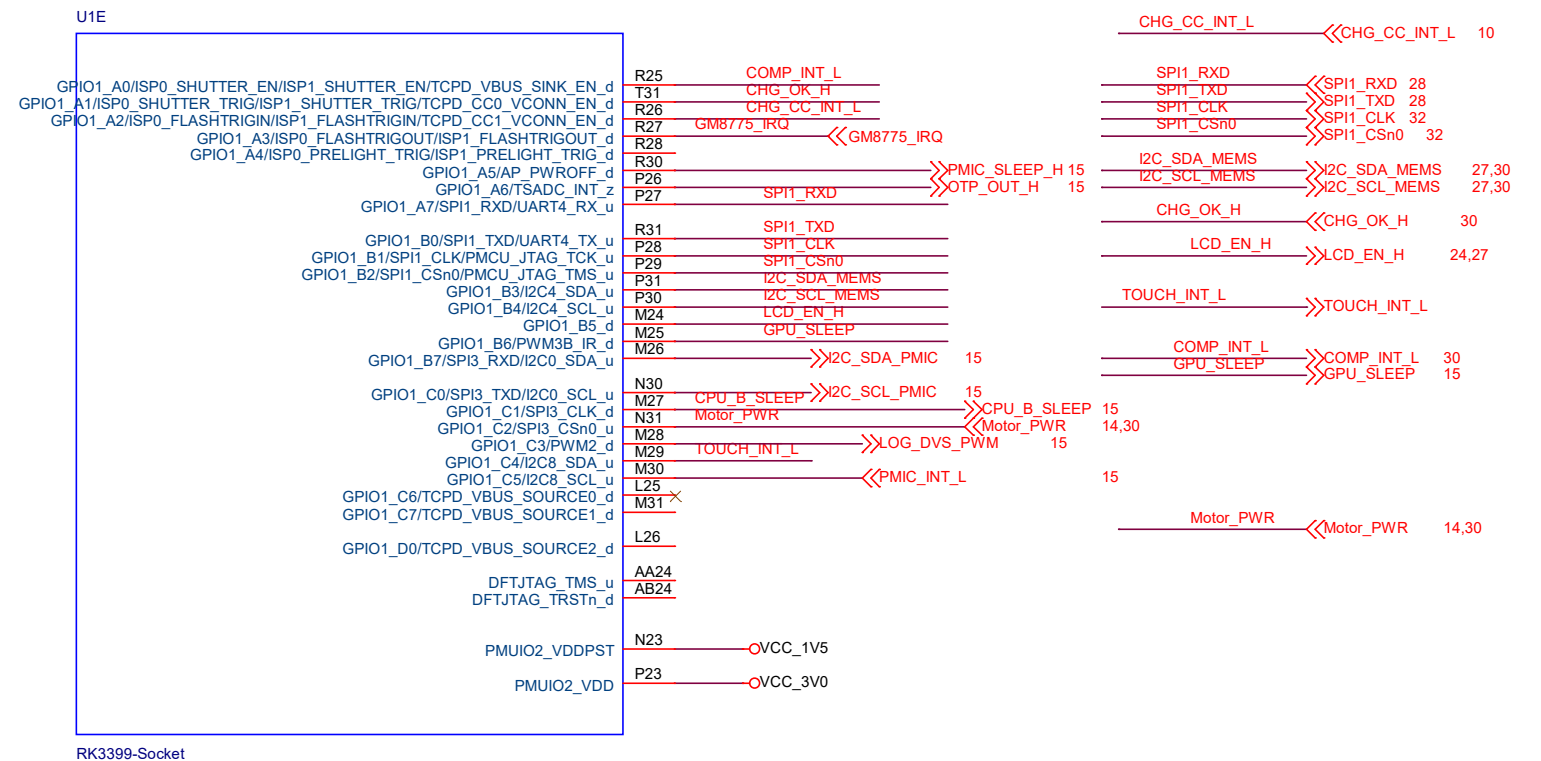 U1E
GPIO1_A0/ISP0_SHUTTER_EN/ISP1_SHUTTER_EN/TCPD_VBUS_SINK_EN_d R25 COMP_INT_L
GPIO1_A1/ISP0_SHUTTER_TRIG/ISP1_SHUTTER_TRIG/TCPD_CC0_VCONN_EN_d T31 CHG_OK_H
GPIO1_A2/ISP0_FLASHTRIGIN/ISP1_FLASHTRIGIN/TCPD_CC1_VCONN_EN_d R26 CHG_CC_INT_L
GPIO1_A3/ISP0_FLASHTRIGOUT/ISP1_FLASHTRIGOUT_d R27 GM8775_IRQ GM8775_IRQ
GPIO1_A4/ISP0_PRELIGHT_TRIG/ISP1_PRELIGHT_TRIG_d R28
GPIO1_A5/AP_PWROFF_d R30 PMIC_SLEEP_H 15
GPIO1_A6/TSADC_INT_z P26 OTP_OUT_H 15
GPIO1_A7/SPI1_RXD/UART4_RX_u P27 SPI1_RXD
GPIO1_B0/SPI1_TXD/UART4_TX_u R31 SPI1_TXD
GPIO1_B1/SPI1_CLK/PMCU_JTAG_TCK_u P28 SPI1_CLK
GPIO1_B2/SPI1_CSn0/PMCU_JTAG_TMS_u P29 SPI1_CSn0
GPIO1_B3/I2C4_SDA_u P31 I2C_SDA_MEMS
GPIO1_B4/I2C4_SCL_u P30 I2C_SCL_MEMS
GPIO1_B5_d M24 LCD_EN_H
GPIO1_B6/PWM3B_IR_d M25 GPU_SLEEP
GPIO1_B7/SPI3_RXD/I2C0_SDA_u M26 I2C_SDA_PMIC 15
GPIO1_C0/SPI3_TXD/I2C0_SCL_u N30 I2C_SCL_PMIC 15
GPIO1_C1/SPI3_CLK_d M27 CPU_B_SLEEP CPU_B_SLEEP 15
GPIO1_C2/SPI3_CSn0_u N31 Motor_PWR Motor_PWR 14,30
GPIO1_C3/PWM2_d M28 LOG_DVS_PWM 15
GPIO1_C4/I2C8_SDA_u M29 TOUCH_INT_L
GPIO1_C5/I2C8_SCL_u M30 PMIC_INT_L 15
GPIO1_C6/TCPD_VBUS_SOURCE0_d L25
GPIO1_C7/TCPD_VBUS_SOURCE1_d M31
GPIO1_D0/TCPD_VBUS_SOURCE2_d L26
DFTJTAG_TMS_u AA24
DFTJTAG_TRSTn_d AB24
PMUIO2_VDDPST N23 VCC_1V5
PMUIO2_VDD P23 VCC_3V0
RK3399-Socket
CHG_CC_INT_L CHG_CC_INT_L 10
SPI1_RXD SPI1_RXD 28
SPI1_TXD SPI1_TXD 28
SPI1_CLK SPI1_CLK 32
SPI1_CSn0 SPI1_CSn0 32
I2C_SDA_MEMS I2C_SDA_MEMS 27,30
I2C_SCL_MEMS I2C_SCL_MEMS 27,30
CHG_OK_H CHG_OK_H 30
LCD_EN_H LCD_EN_H 24,27
TOUCH_INT_L TOUCH_INT_L
COMP_INT_L COMP_INT_L 30
GPU_SLEEP GPU_SLEEP 15
Motor_PWR Motor_PWR 14,30